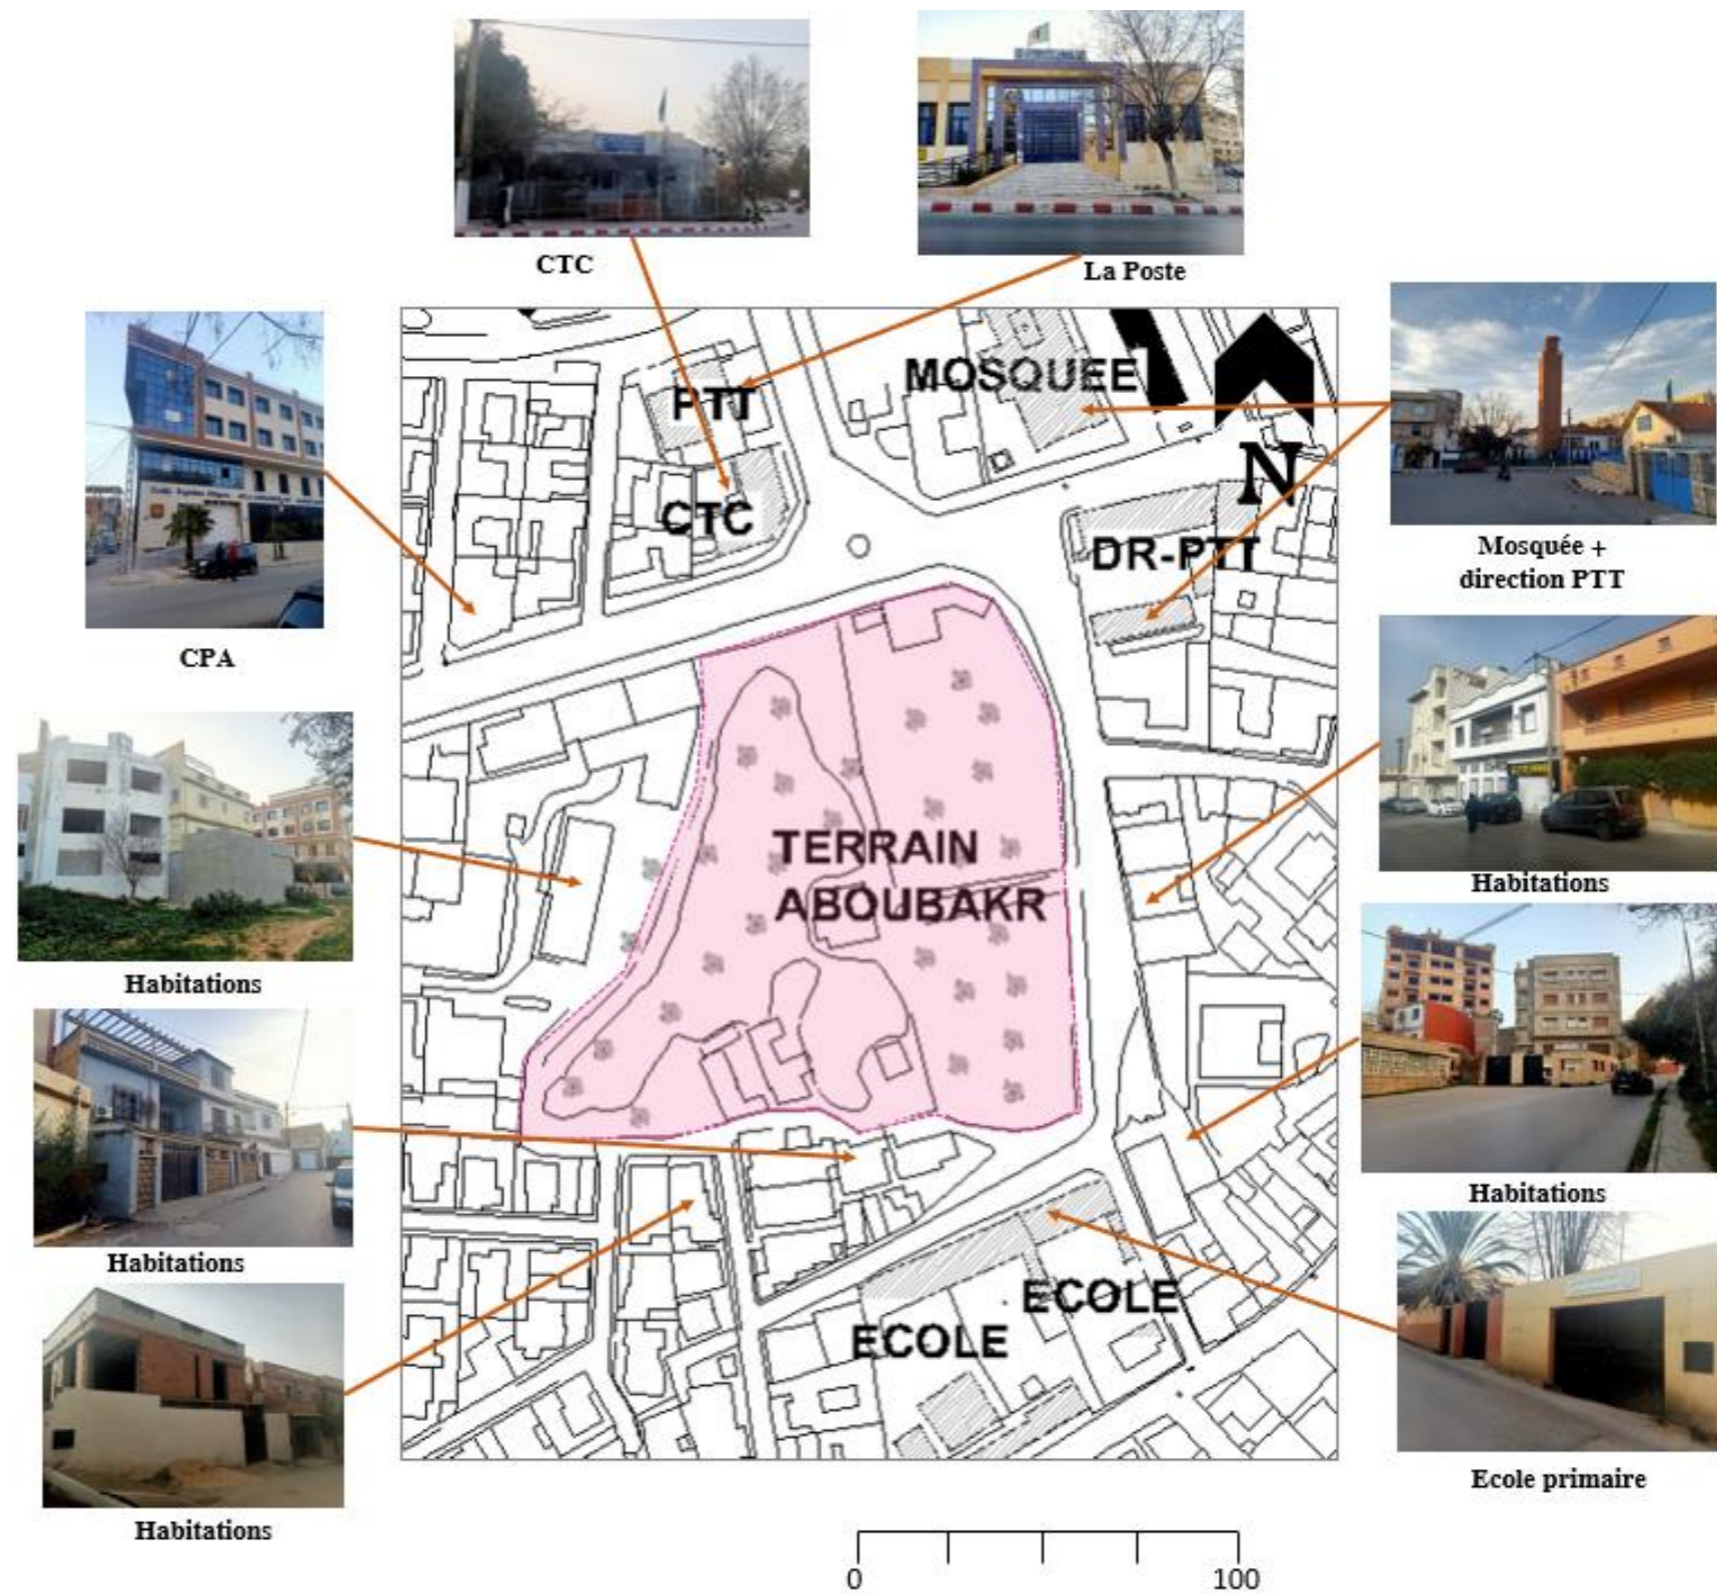 CTC
La Poste
MOSQUEE
PTT
N
CTC
DR-PTT
Mosquée +
direction PTT
CPA
TERRAIN
ABOUBAKR
Habitations
Habitations
Habitations
Habitations
Habitations
ECOLE
ECOLE
Ecole primaire
Habitations
0
100